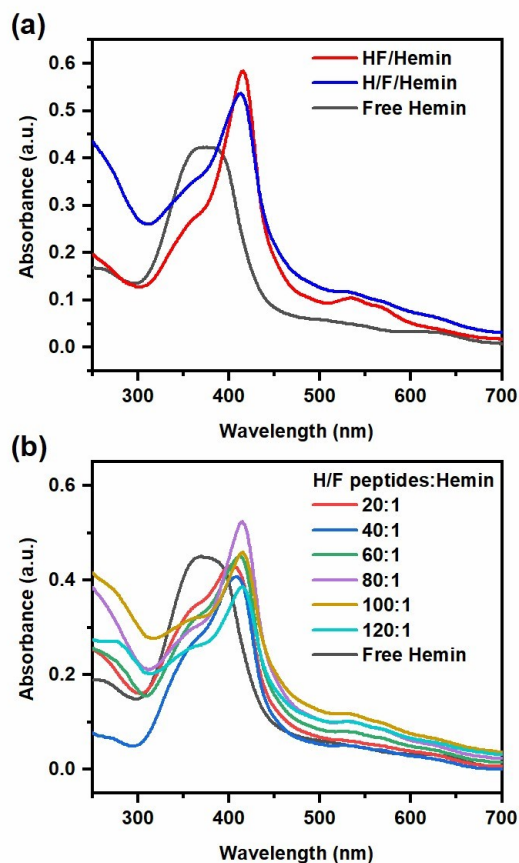 (a)
0.6
0.5
0.4
0.3
0.2
0.1
0.0
Absorbance (a.u.)
HF/Hemin
H/F/Hemin
Free Hemin
300
400
500
600
700
Wavelength (nm)
(b)
0.6
0.4
0.2
0.0
Absorbance (a.u.)
H/F peptides:Hemin
20:1
40:1
60:1
80:1
100:1
120:1
Free Hemin
300
400
500
600
700
Wavelength (nm)